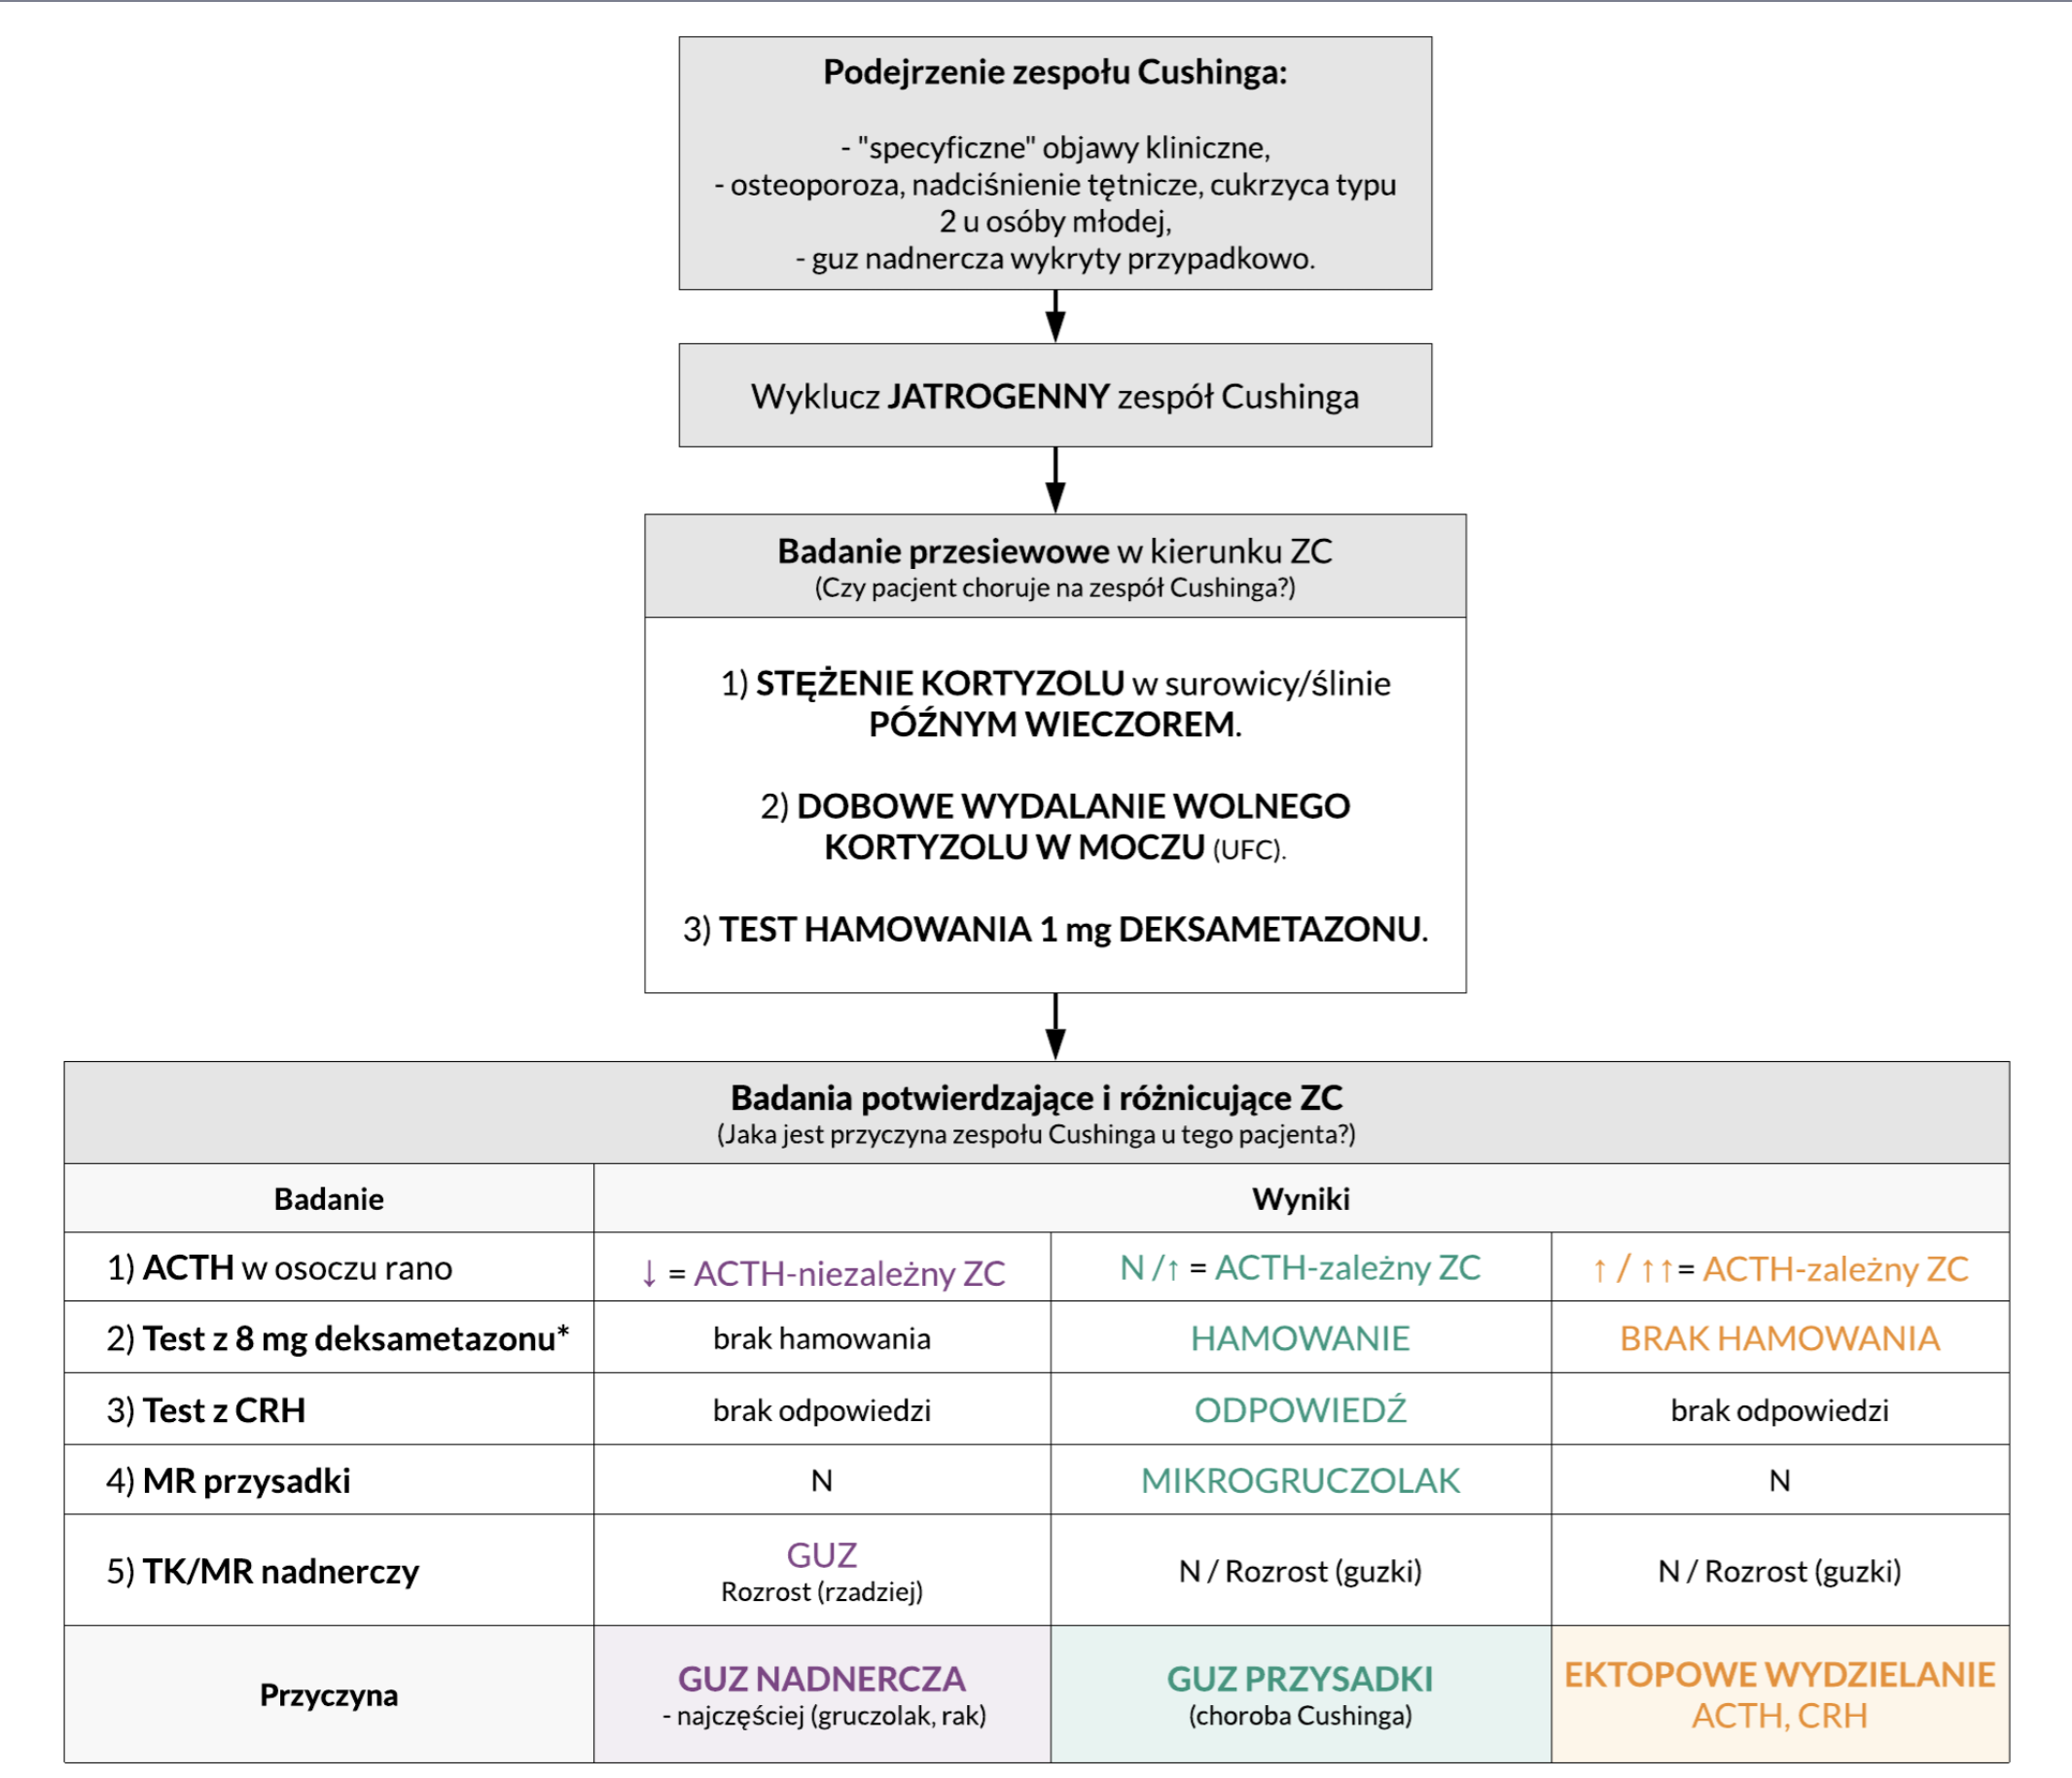 Podejrzenie zespołu Cushinga:
- "specyficzne" objawy kliniczne,
- osteoporoza, nadciśnienie tętnicze, cukrzyca typu
2 u osóby młodej,
- guz nadnercza wykryty przypadkowo.
Wyklucz JATROGENNY zespół Cushinga
Badanie przesiewowe w kierunku ZC
(Czy pacjent choruje na zespół Cushinga?)
1) STĘŻENIE KORTYZOLU w surowicy/ślinie
PÓŹNYM WIECZOREM.
2) DOBOWE WYDALANIE WOLNEGO
KORTYZOLU W MOCZU (UFC).
3) TEST HAMOWANIA 1 mg DEKSAMETAZONU.
Badania potwierdzające i różnicujące ZC
(Jaka jest przyczyna zespołu Cushinga u tego pacjenta?)
Badanie Wyniki
1) ACTH w osoczu rano ↓ = ACTH-niezależny ZC N /↑ = ACTH-zależny ZC ↑ / ↑↑= ACTH-zależny ZC
2) Test z 8 mg deksametazonu* brak hamowania HAMOWANIE BRAK HAMOWANIA
3) Test z CRH brak odpowiedzi ODPOWIEDŹ brak odpowiedzi
4) MR przysadki N MIKROGRUCZOLAK N
5) TK/MR nadnerczy GUZ
Rozrost (rzadziej) N / Rozrost (guzki) N / Rozrost (guzki)
Przyczyna GUZ NADNERCZA
- najczęściej (gruczolak, rak) GUZ PRZYSADKI
(choroba Cushinga) EKTOPOWE WYDZIELANIE
ACTH, CRH